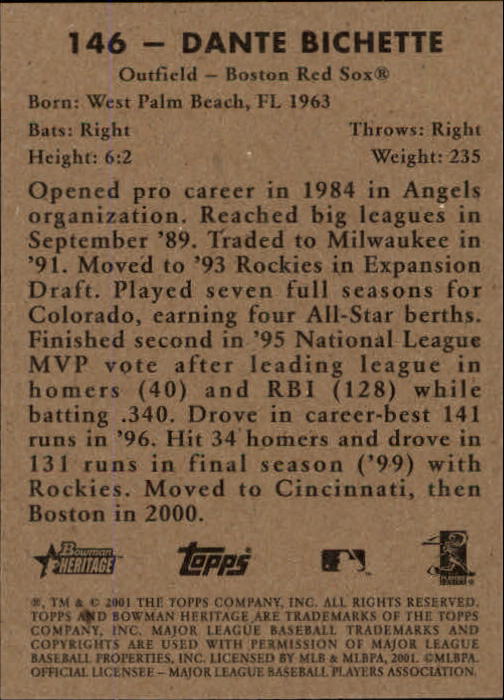 146 – DANTE BICHETTE
Outfield – Boston Red Sox®
Born: West Palm Beach, FL 1963
Bats: Right Throws: Right
Height: 6:2 Weight: 235
Opened pro career in 1984 in Angels
organization. Reached big leagues in
September '89. Traded to Milwaukee in
'91. Moved to '93 Rockies in Expansion
Draft. Played seven full seasons for
Colorado, earning four All-Star berths.
Finished second in '95 National League
MVP vote after leading league in
homers (40) and RBI (128) while
batting .340. Drove in career-best 141
runs in '96. Hit 34 homers and drove in
131 runs in final season ('99) with
Rockies. Moved to Cincinnati, then
Boston in 2000.
Bowman
HERITAGE Topps
®, TM & © 2001 THE TOPPS COMPANY, INC. ALL RIGHTS RESERVED.
TOPPS AND BOWMAN HERITAGE ARE TRADEMARKS OF THE TOPPS
COMPANY, INC. MAJOR LEAGUE BASEBALL TRADEMARKS AND
COPYRIGHTS ARE USED WITH PERMISSION OF MAJOR LEAGUE
BASEBALL PROPERTIES, INC. LICENSED BY MLB & MLBPA, 2001. ©MLBPA.
OFFICIAL LICENSEE – MAJOR LEAGUE BASEBALL PLAYERS ASSOCIATION.